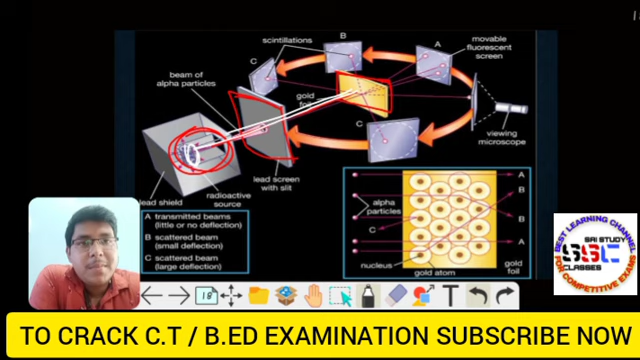 scintillations
B
A
movable
fluorescent
screen
C
beam of
alpha particles
gold
foil
C
viewing
microscope
lead screen
with slit
radioactive
source
lead shield
A transmitted beams
(little or no deflection)
B scattered beam
(small deflection)
C scattered beam
(large deflection)
A
B
alpha
particles
B
C
A
nucleus
gold atom
gold
foil
BEST LEARNING CHANNEL
SRI STUDY
SSC
CLASSES
FOR COMPETITIVE EXAMS
18
T
TO CRACK C.T / B.ED EXAMINATION SUBSCRIBE NOW